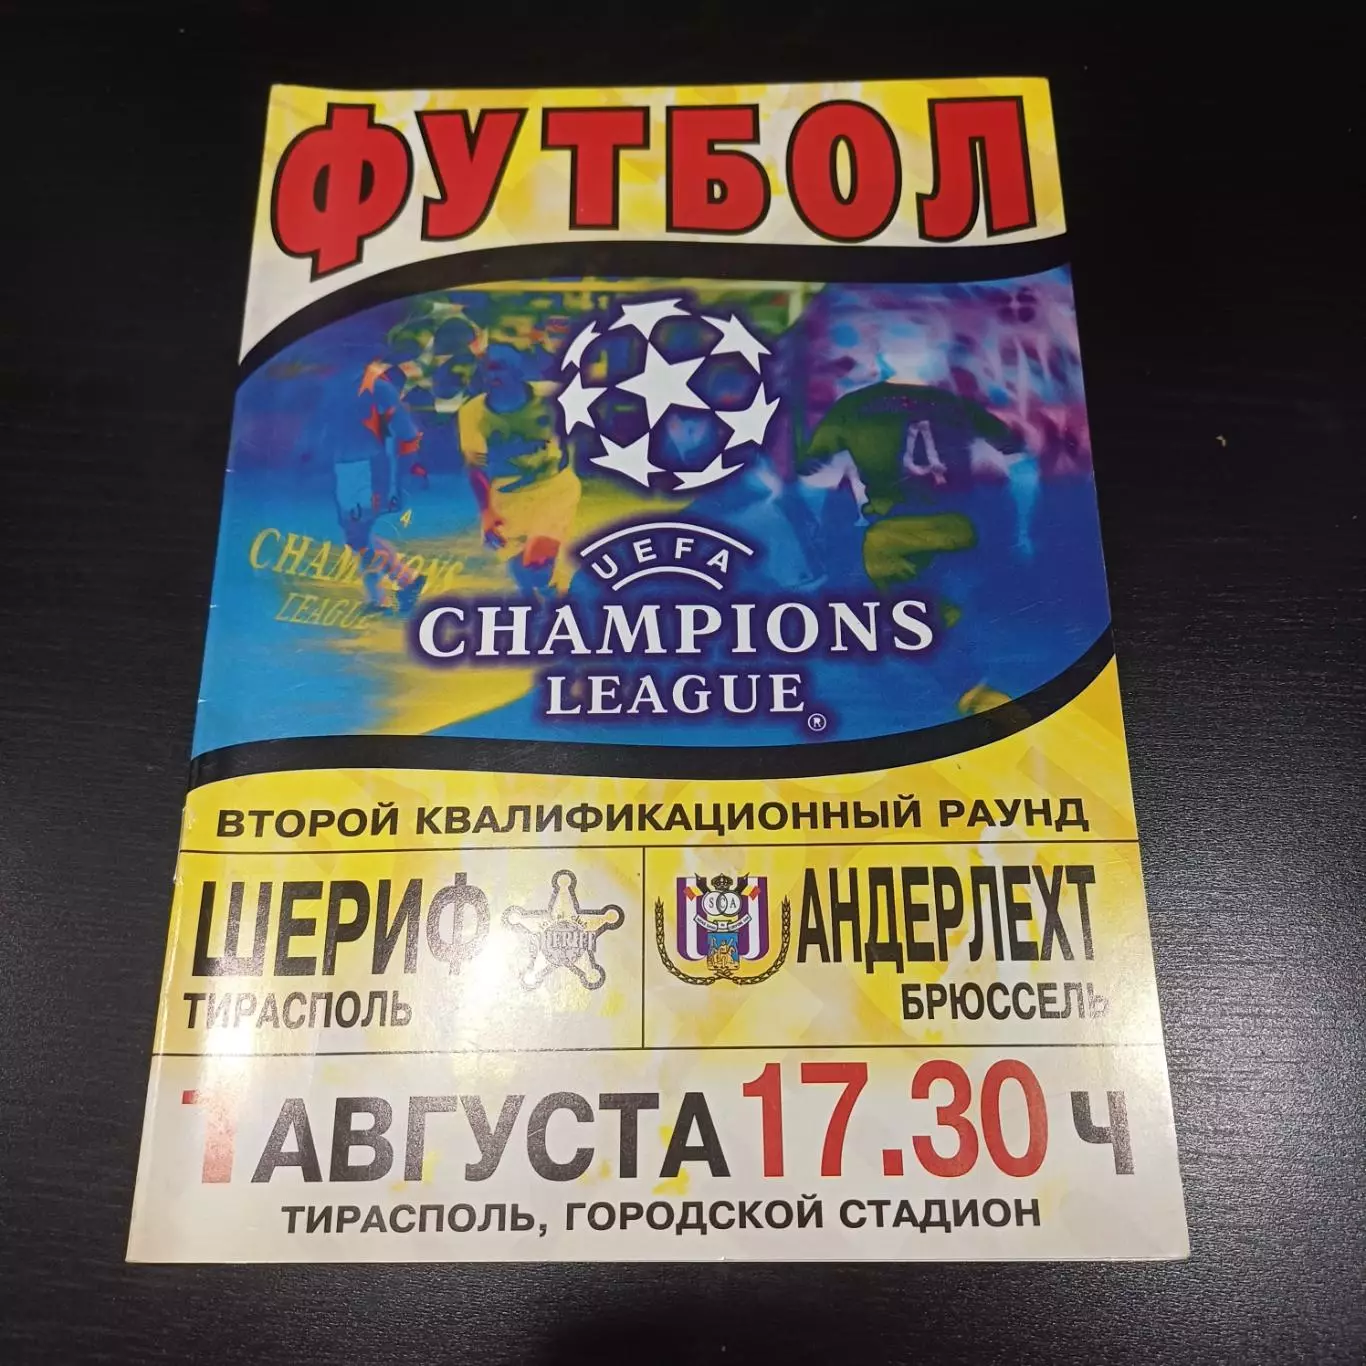 ФУТБОЛ
CHAMPIONS
LEAGUE
UEFA
CHAMPIONS
LEAGUE ®
ВТОРОЙ КВАЛИФИКАЦИОННЫЙ РАУНД
ШЕРИФ
ТИРАСПОЛЬ
SHERIFF
АНДЕРЛЕХТ
БРЮССЕЛЬ
1 АВГУСТА 17.30 Ч
ТИРАСПОЛЬ, ГОРОДСКОЙ СТАДИОН